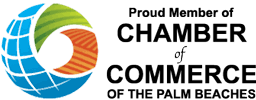 Proud Member of
CHAMBER
of
COMMERCE
OF THE PALM BEACHES